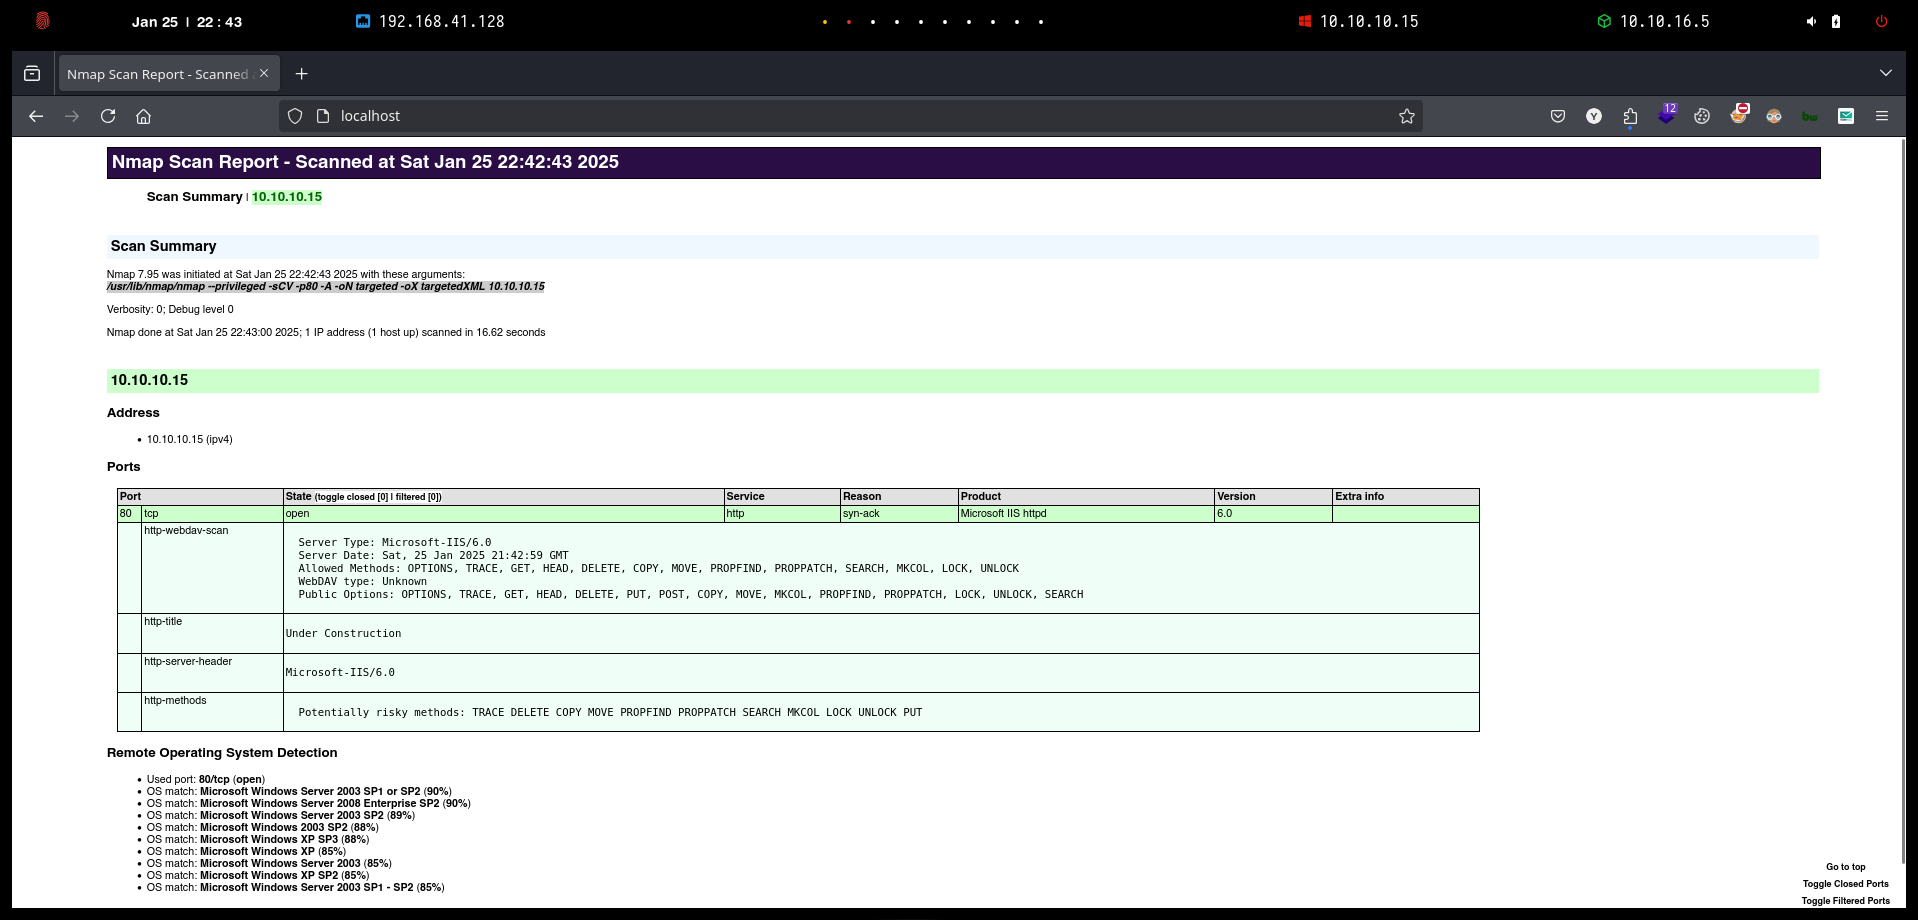 Jan 25 | 22 : 43
192.168.41.128
10.10.10.15
10.10.16.5
Nmap Scan Report - Scanned
localhost
Y
12
bw
Nmap Scan Report - Scanned at Sat Jan 25 22:42:43 2025
Scan Summary | 10.10.10.15
Scan Summary
Nmap 7.95 was initiated at Sat Jan 25 22:42:43 2025 with these arguments:
/usr/lib/nmap/nmap --privileged -sCV -p80 -A -oN targeted -oX targetedXML 10.10.10.15
Verbosity: 0; Debug level 0
Nmap done at Sat Jan 25 22:43:00 2025; 1 IP address (1 host up) scanned in 16.62 seconds
10.10.10.15
Address
• 10.10.10.15 (ipv4)
Ports
Port State (toggle closed [0] | filtered [0]) Service Reason Product Version Extra info
80 tcp open http syn-ack Microsoft IIS httpd 6.0
http-webdav-scan
Server Type: Microsoft-IIS/6.0
Server Date: Sat, 25 Jan 2025 21:42:59 GMT
Allowed Methods: OPTIONS, TRACE, GET, HEAD, DELETE, COPY, MOVE, PROPFIND, PROPPATCH, SEARCH, MKCOL, LOCK, UNLOCK
WebDAV type: Unknown
Public Options: OPTIONS, TRACE, GET, HEAD, DELETE, PUT, POST, COPY, MOVE, MKCOL, PROPFIND, PROPPATCH, LOCK, UNLOCK, SEARCH
http-title
Under Construction
http-server-header
Microsoft-IIS/6.0
http-methods
Potentially risky methods: TRACE DELETE COPY MOVE PROPFIND PROPPATCH SEARCH MKCOL LOCK UNLOCK PUT
Remote Operating System Detection
• Used port: 80/tcp (open)
• OS match: Microsoft Windows Server 2003 SP1 or SP2 (90%)
• OS match: Microsoft Windows Server 2008 Enterprise SP2 (90%)
• OS match: Microsoft Windows Server 2003 SP2 (89%)
• OS match: Microsoft Windows 2003 SP2 (88%)
• OS match: Microsoft Windows XP SP3 (88%)
• OS match: Microsoft Windows XP (85%)
• OS match: Microsoft Windows Server 2003 (85%)
• OS match: Microsoft Windows XP SP2 (85%)
• OS match: Microsoft Windows Server 2003 SP1 - SP2 (85%)
Go to top
Toggle Closed Ports
Toggle Filtered Ports